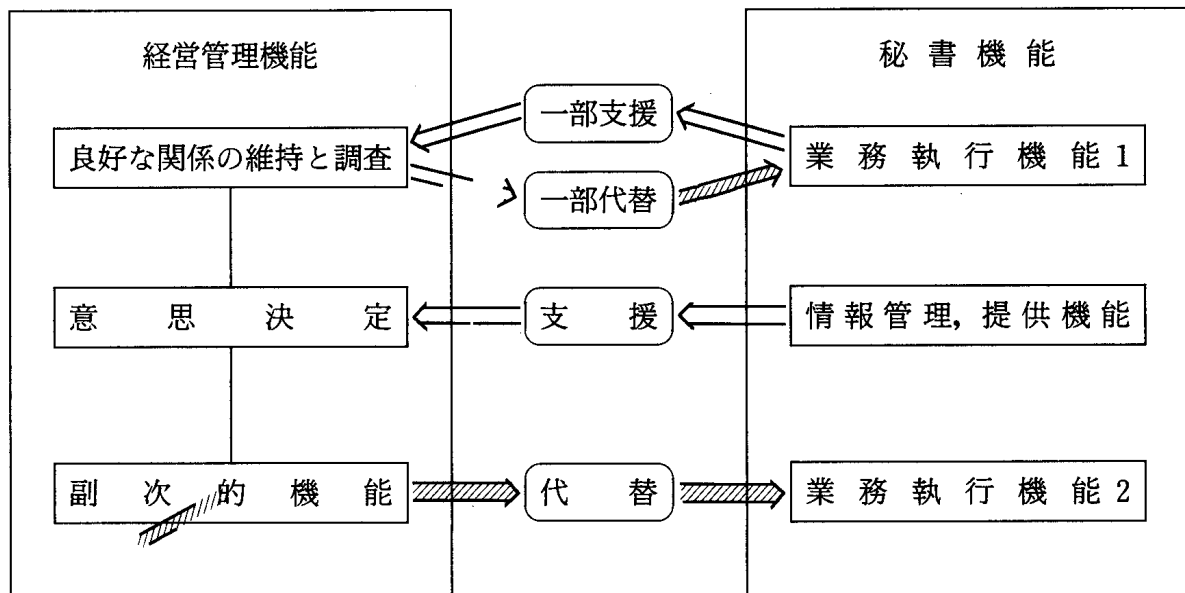 経営管理機能
秘書機能
一部支援
良好な関係の維持と調査
業務執行機能1
一部代替
意思決定
支援
情報管理，提供機能
副次的機能
代替
業務執行機能2